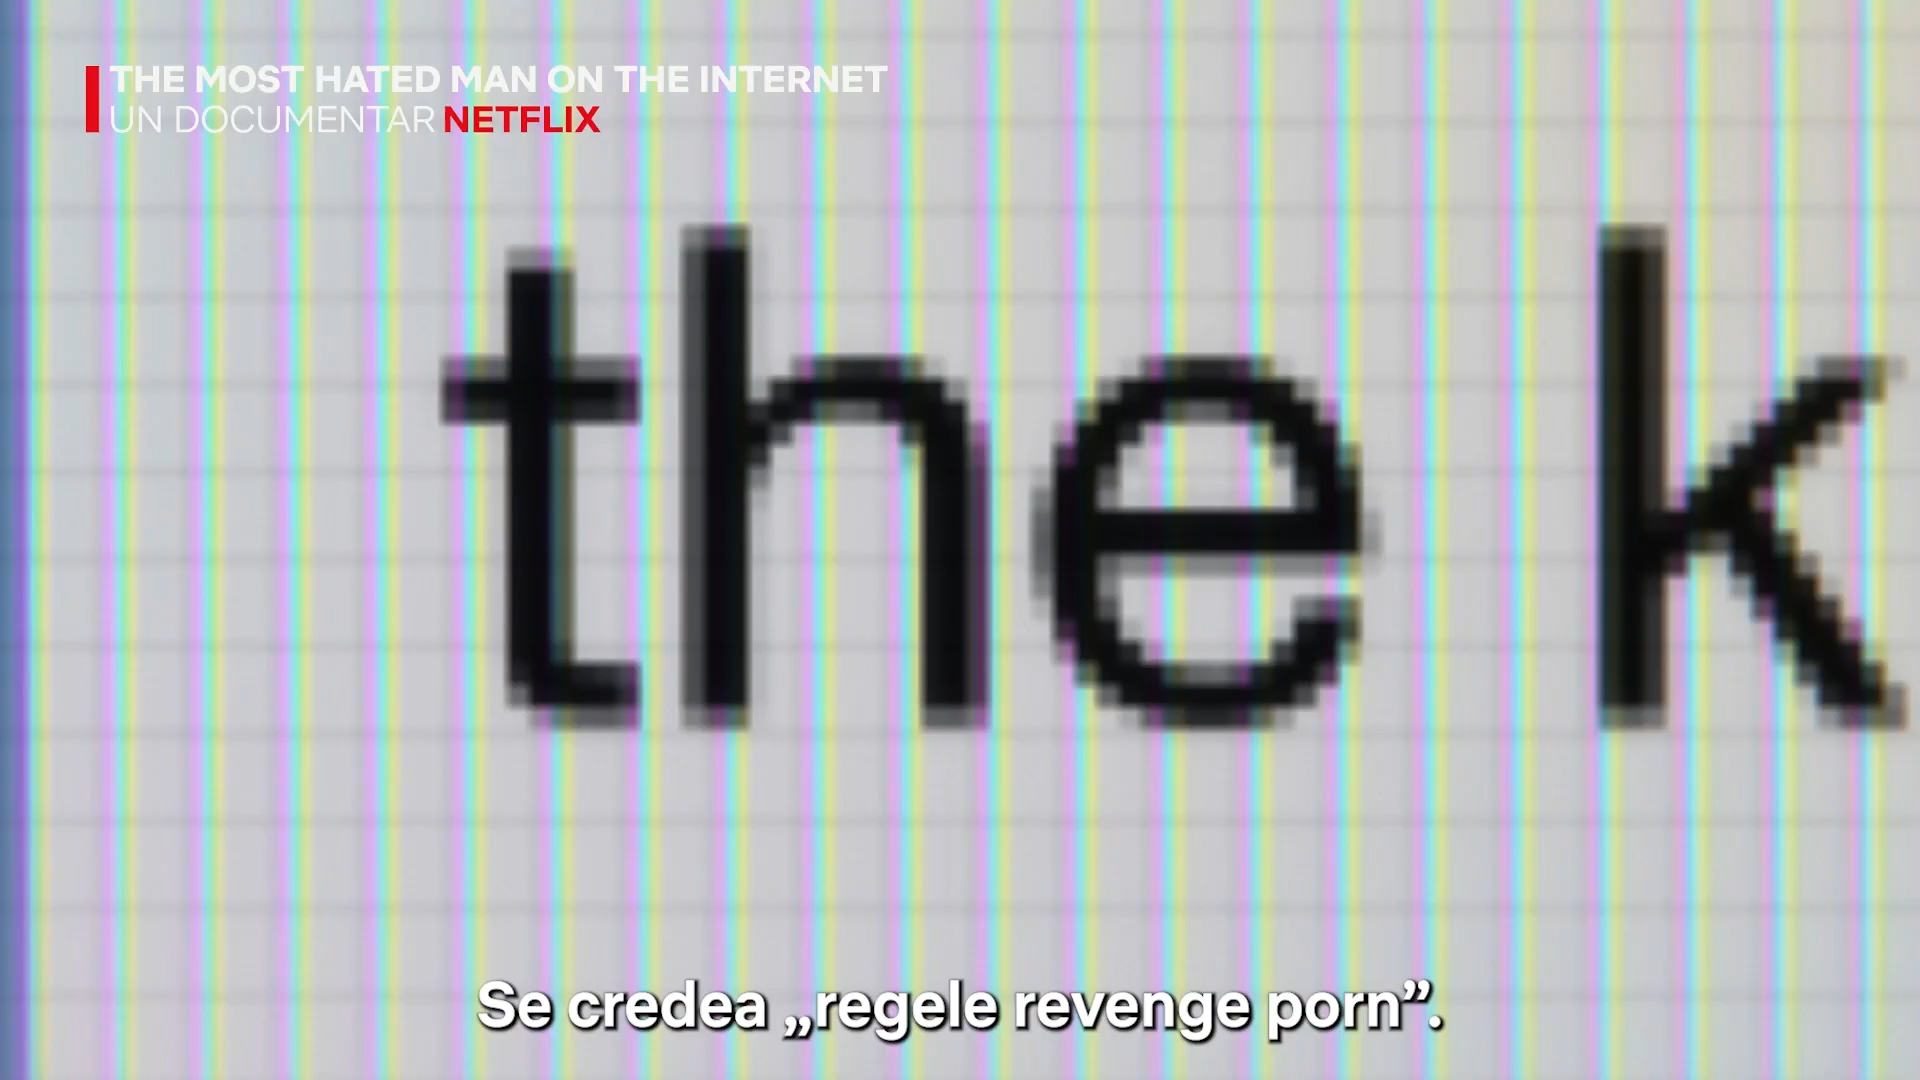 THE MOST HATED MAN ON THE INTERNET
UN DOCUMENTAR NETFLIX
the k
Se credea „regele revenge porn”.